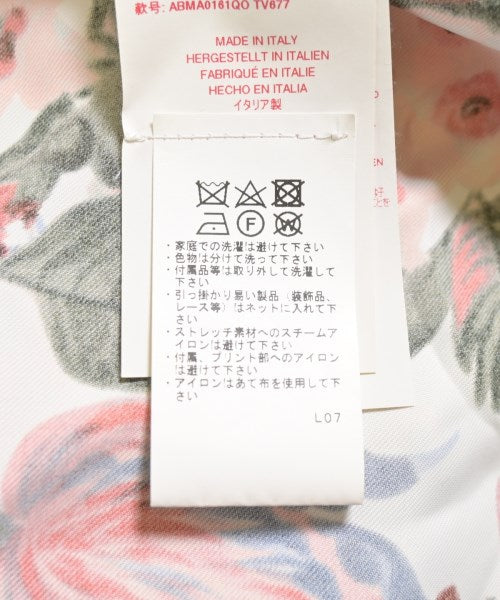 款号: ABMA0161QO TV677
MADE IN ITALY
HERGESTELLT IN ITALIEN
FABRIQUÉ EN ITALIE
HECHO EN ITALIA
イタリア製
・家庭での洗濯は避けて下さい
・色物は分けて洗って下さい
・付属品等は取り外して洗濯して
下さい
・引っ掛かり易い製品（装飾品、
レース等）はネットに入れて下
さい
・ストレッチ素材へのスチームア
イロンは避けて下さい
・付属、プリント部へのアイロン
は避けて下さい
・アイロンはあて布を使用して下
さい
L07